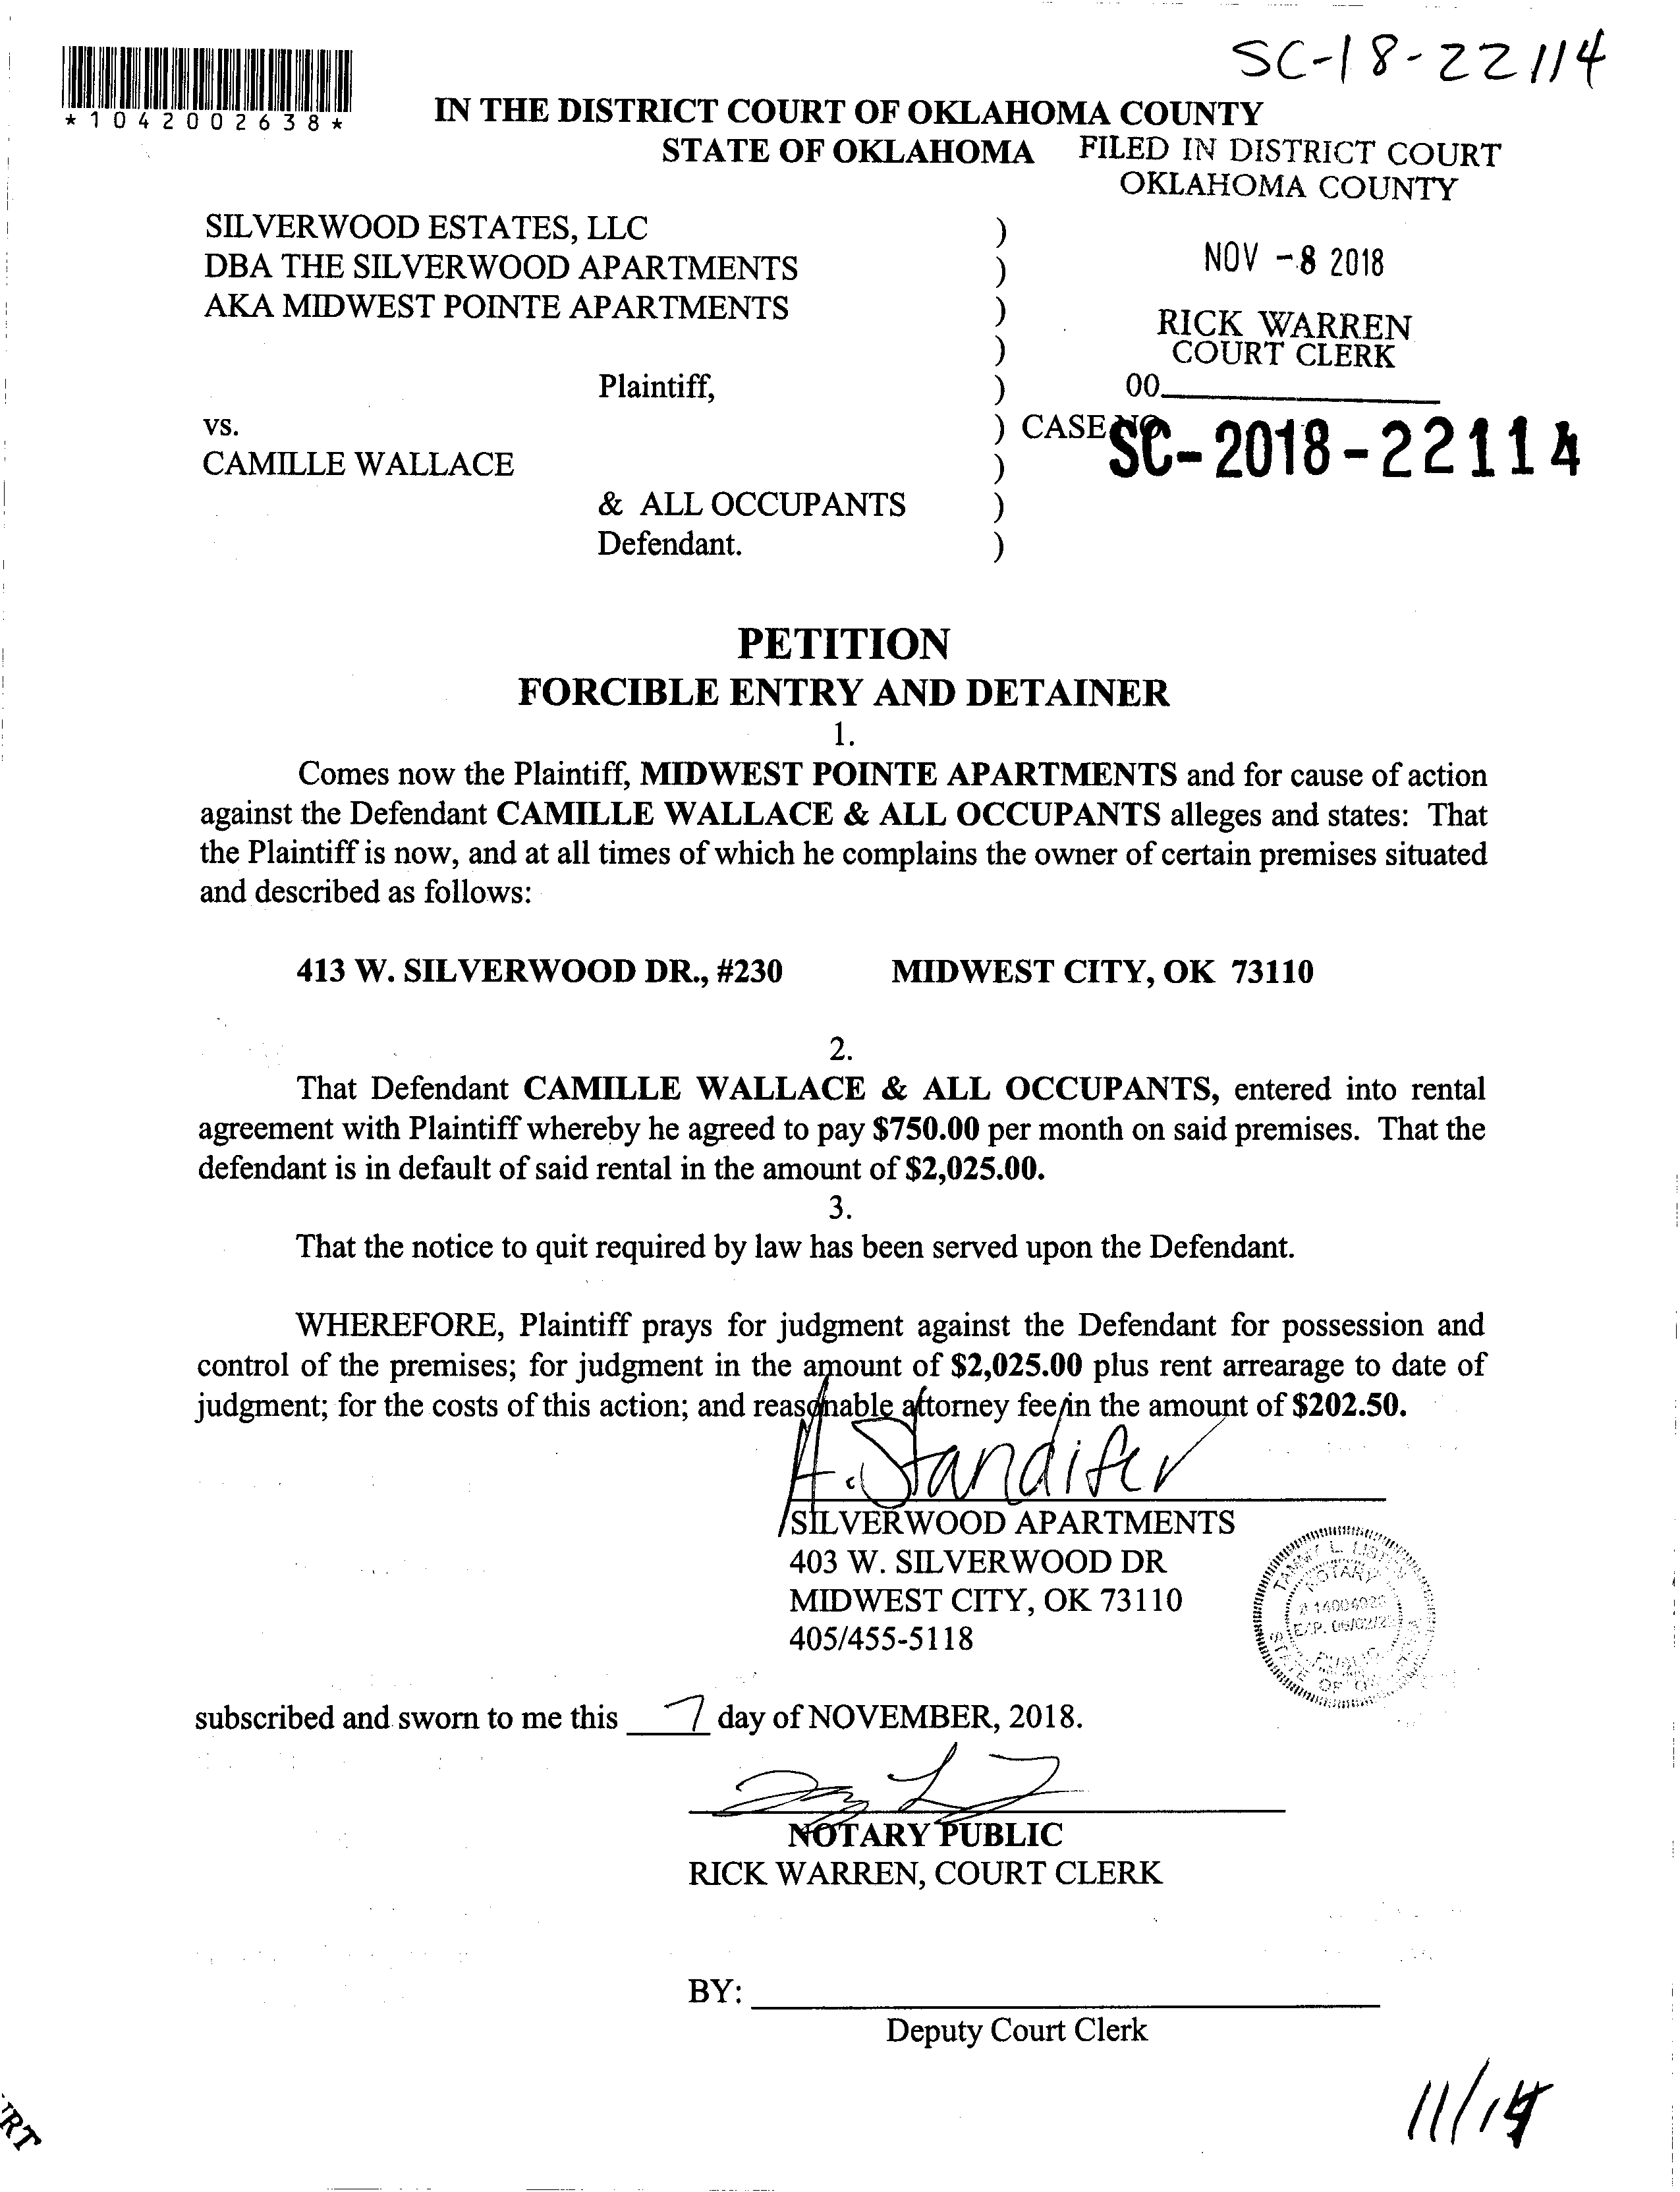 SC-18-22114
*1042002638*
IN THE DISTRICT COURT OF OKLAHOMA COUNTY
STATE OF OKLAHOMA
FILED IN DISTRICT COURT
OKLAHOMA COUNTY
NOV -8 2018
RICK WARREN
COURT CLERK
00
SILVERWOOD ESTATES, LLC )
DBA THE SILVERWOOD APARTMENTS )
AKA MIDWEST POINTE APARTMENTS )
)
Plaintiff, )
vs. ) CASE NO. SC-2018-22114
CAMILLE WALLACE )
& ALL OCCUPANTS )
Defendant. )
PETITION
FORCIBLE ENTRY AND DETAINER
1.
Comes now the Plaintiff, MIDWEST POINTE APARTMENTS and for cause of action
against the Defendant CAMILLE WALLACE & ALL OCCUPANTS alleges and states: That
the Plaintiff is now, and at all times of which he complains the owner of certain premises situated
and described as follows:
413 W. SILVERWOOD DR., #230 MIDWEST CITY, OK 73110
2.
That Defendant CAMILLE WALLACE & ALL OCCUPANTS, entered into rental
agreement with Plaintiff whereby he agreed to pay $750.00 per month on said premises. That the
defendant is in default of said rental in the amount of $2,025.00.
3.
That the notice to quit required by law has been served upon the Defendant.
WHEREFORE, Plaintiff prays for judgment against the Defendant for possession and
control of the premises; for judgment in the amount of $2,025.00 plus rent arrearage to date of
judgment; for the costs of this action; and reasonable attorney fee in the amount of $202.50.
A. Standifer
SILVERWOOD APARTMENTS
403 W. SILVERWOOD DR
MIDWEST CITY, OK 73110
405/455-5118
NOTARY
PUBLIC
STATE OF
subscribed and sworn to me this 7 day of NOVEMBER, 2018.
NOTARY PUBLIC
RICK WARREN, COURT CLERK
BY:
Deputy Court Clerk
11/14